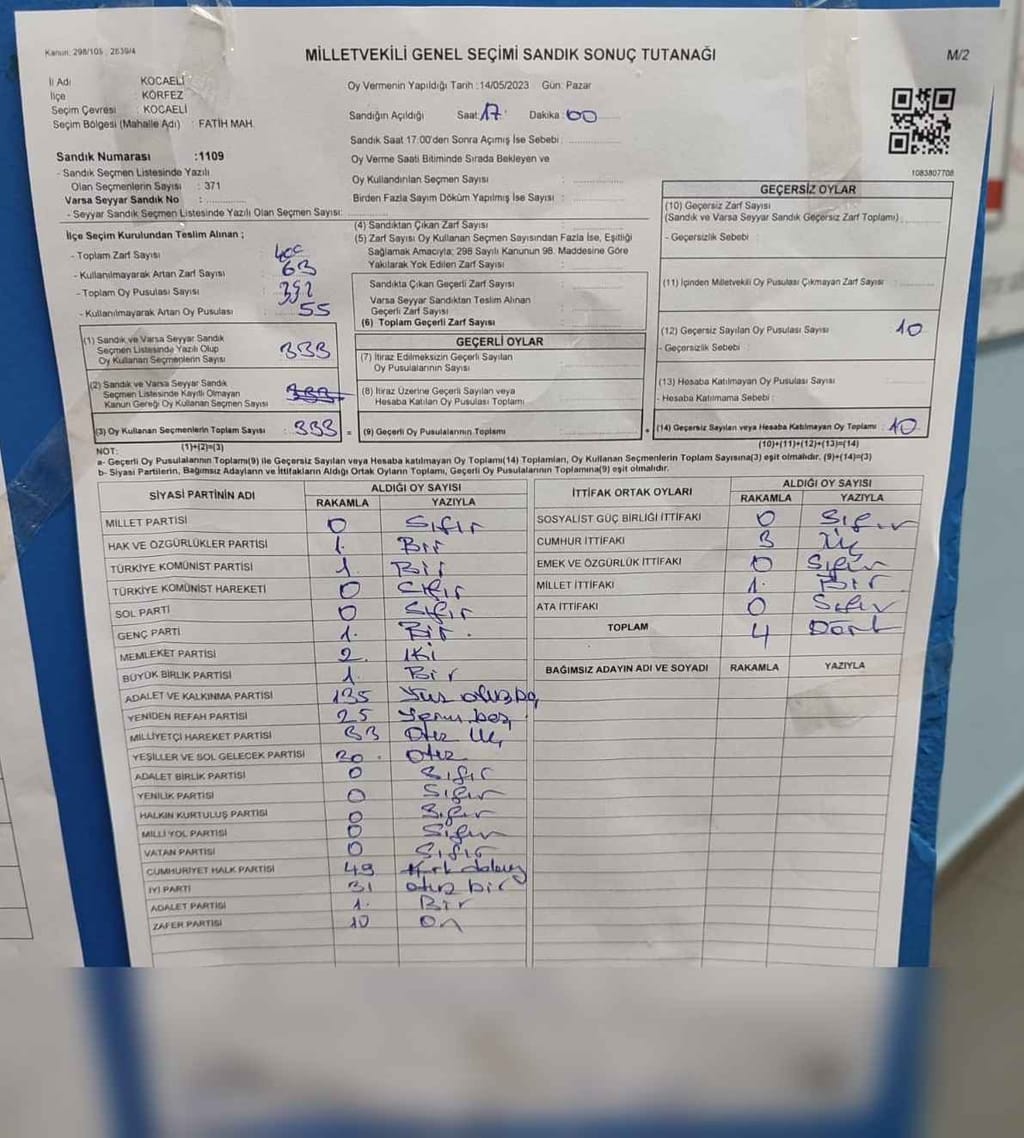 Kanun: 298/105 ; 2839/4
MİLLETVEKİLİ GENEL SEÇİMİ SANDIK SONUÇ TUTANAĞI
M/2
İl Adı : KOCAELİ
İlçe : KÖRFEZ
Seçim Çevresi : KOCAELİ
Seçim Bölgesi (Mahalle Adı) : FATİH MAH.
Oy Vermenin Yapıldığı Tarih :14/05/2023 Gün: Pazar
Sandığın Açıldığı Saat: 17 Dakika : 00
Sandık Saat 17:00'den Sonra Açımış İse Sebebi :
Oy Verme Saati Bitiminde Sırada Bekleyen ve
Oy Kullandırılan Seçmen Sayısı :
Birden Fazla Sayım Döküm Yapılmış İse Sayısı :
1083807708
Sandık Numarası :1109
- Sandık Seçmen Listesinde Yazılı
Olan Seçmenlerin Sayısı : 371
Varsa Seyyar Sandık No :
- Seyyar Sandık Seçmen Listesinde Yazılı Olan Seçmen Sayısı:
İlçe Seçim Kurulundan Teslim Alınan ;
- Toplam Zarf Sayısı : 400
- Kullanılmayarak Artan Zarf Sayısı : 63
- Toplam Oy Pusulası Sayısı :
- Kullanılmayarak Artan Oy Pusulası : 55
(1) Sandık ve Varsa Seyyar Sandık
Seçmen Listesinde Yazılı Olup
Oy Kullanan Seçmenlerin Sayısı : 333
(2) Sandık ve Varsa Seyyar Sandık
Seçmen Listesinde Kayıtlı Olmayan
Kanun Gereği Oy Kullanan Seçmen Sayısı
(3) Oy Kullanan Seçmenlerin Toplam Sayısı : 333 =
(1)+(2)=(3)
(4) Sandıktan Çıkan Zarf Sayısı :
(5) Zarf Sayısı Oy Kullanan Seçmen Sayısından Fazla İse, Eşitliği
Sağlamak Amacıyla; 298 Sayılı Kanunun 98. Maddesine Göre
Yakılarak Yok Edilen Zarf Sayısı :
Sandıkta Çıkan Geçerli Zarf Sayısı :
Varsa Seyyar Sandıktan Teslim Alınan
Geçerli Zarf Sayısı :
(6) Toplam Geçerli Zarf Sayısı :
GEÇERLİ OYLAR
(7) İtiraz Edilmeksizin Geçerli Sayılan
Oy Pusulalarının Sayısı :
(8) İtiraz Üzerine Geçerli Sayılan veya
Hesaba Katılan Oy Pusulası Toplamı :
(9) Geçerli Oy Pusulalarının Toplamı : +
GEÇERSİZ OYLAR
(10) Geçersiz Zarf Sayısı
(Sandık ve Varsa Seyyar Sandık Geçersiz Zarf Toplamı) :
- Geçersizlik Sebebi :
(11) İçinden Milletvekili Oy Pusulası Çıkmayan Zarf Sayısı :
(12) Geçersiz Sayılan Oy Pusulası Sayısı : 10
- Geçersizlik Sebebi :
(13) Hesaba Katılmayan Oy Pusulası Sayısı :
- Hesaba Katılmama Sebebi :
(14) Geçersiz Sayılan veya Hesaba Katılmayan Oy Toplamı : 10
(10)+(11)+(12)+(13)=(14)
NOT:
a- Geçerli Oy Pusulalarının Toplamı(9) ile Geçersiz Sayılan veya Hesaba katılmayan Oy Toplamı(14) Toplamları, Oy Kullanan Seçmenlerin Toplam Sayısına(3) eşit olmalıdır. (9)+(14)=(3)
b- Siyasi Partilerin, Bağımsız Adayların ve İttifakların Aldığı Ortak Oyların Toplamı, Geçerli Oy Pusulalarının Toplamına(9) eşit olmalıdır.
SİYASİ PARTİNİN ADI ALDIĞI OY SAYISI
RAKAMLA YAZIYLA
MİLLET PARTİSİ 0 Sıfır
HAK VE ÖZGÜRLÜKLER PARTİSİ 1. Bir
TÜRKİYE KOMÜNİST PARTİSİ 1 Bir
TÜRKİYE KOMÜNİST HAREKETİ 0 Sıfır
SOL PARTİ 0 Sıfır
GENÇ PARTİ 1. Bir.
MEMLEKET PARTİSİ 2. Iki
BÜYÜK BİRLİK PARTİSİ 1. Bir
ADALET VE KALKINMA PARTİSİ 135 Yüz otuz beş
YENİDEN REFAH PARTİSİ 25 Yirmi beş
MİLLİYETÇİ HAREKET PARTİSİ 33 Otuz Üç
YEŞİLLER VE SOL GELECEK PARTİSİ 30. Otuz
ADALET BİRLİK PARTİSİ 0 Sıfır
YENİLİK PARTİSİ 0 Sıfır
HALKIN KURTULUŞ PARTİSİ 0 Sıfır
MİLLİ YOL PARTİSİ 0 Sıfır
VATAN PARTİSİ 0 Sıfır
CUMHURİYET HALK PARTİSİ 49 Kırk dokuz
İYİ PARTİ 31 otuz bir
ADALET PARTİSİ 1. Bir
ZAFER PARTİSİ 10 On
İTTİFAK ORTAK OYLARI ALDIĞI OY SAYISI
RAKAMLA YAZIYLA
SOSYALİST GÜÇ BİRLİĞİ İTTİFAKI 0 Sıfır
CUMHUR İTTİFAKI 3 Üç
EMEK VE ÖZGÜRLÜK İTTİFAKI 0 Sıfır
MİLLET İTTİFAKI 1. Bir
ATA İTTİFAKI 0 Sıfır
TOPLAM 4 Dört
BAĞIMSIZ ADAYIN ADI VE SOYADI RAKAMLA YAZIYLA